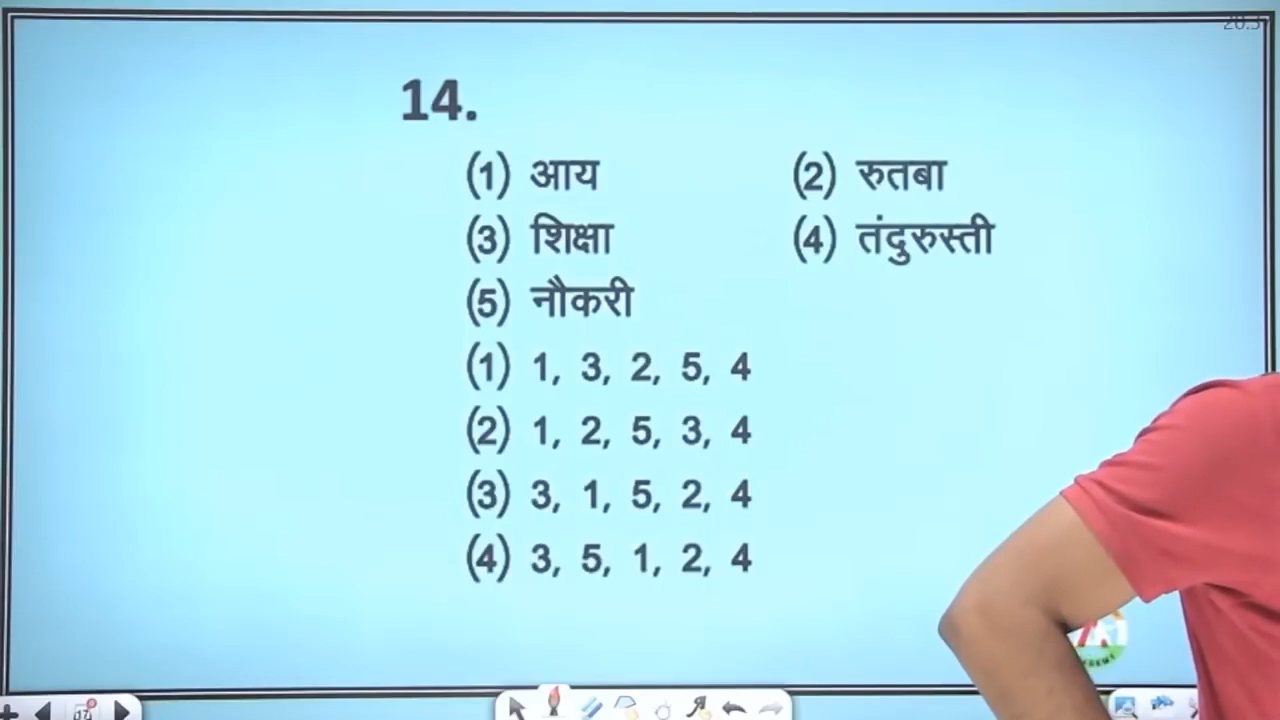 14.
(1) आय (2) रुतबा
(3) शिक्षा (4) तंदुरुस्ती
(5) नौकरी
(1) 1, 3, 2, 5, 4
(2) 1, 2, 5, 3, 4
(3) 3, 1, 5, 2, 4
(4) 3, 5, 1, 2, 4